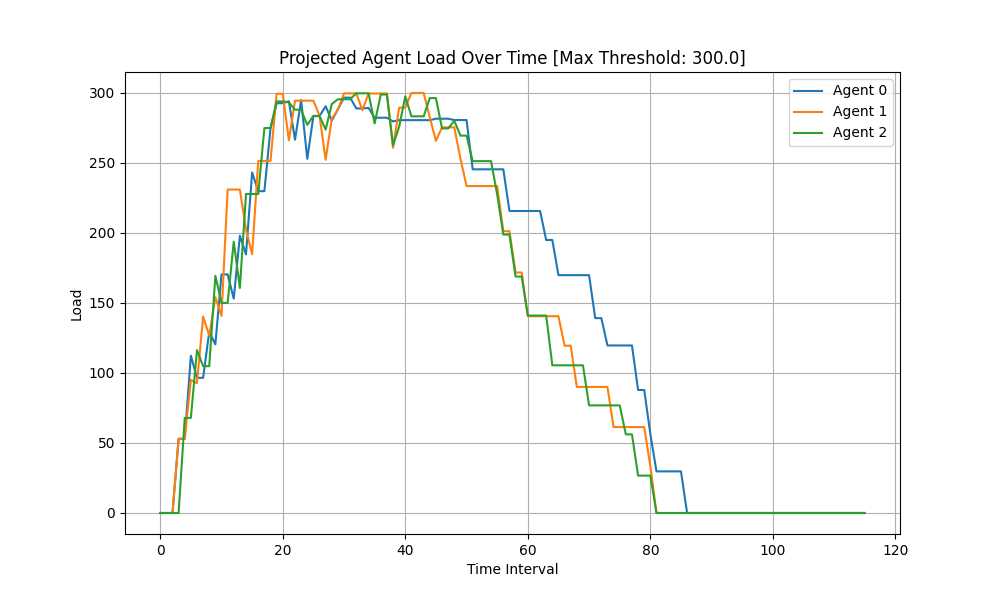 Projected Agent Load Over Time [Max Threshold: 300.0]
Agent 0
Agent 1
Agent 2
300
250
200
150
100
50
0
Load
0 20 40 60 80 100 120
Time Interval